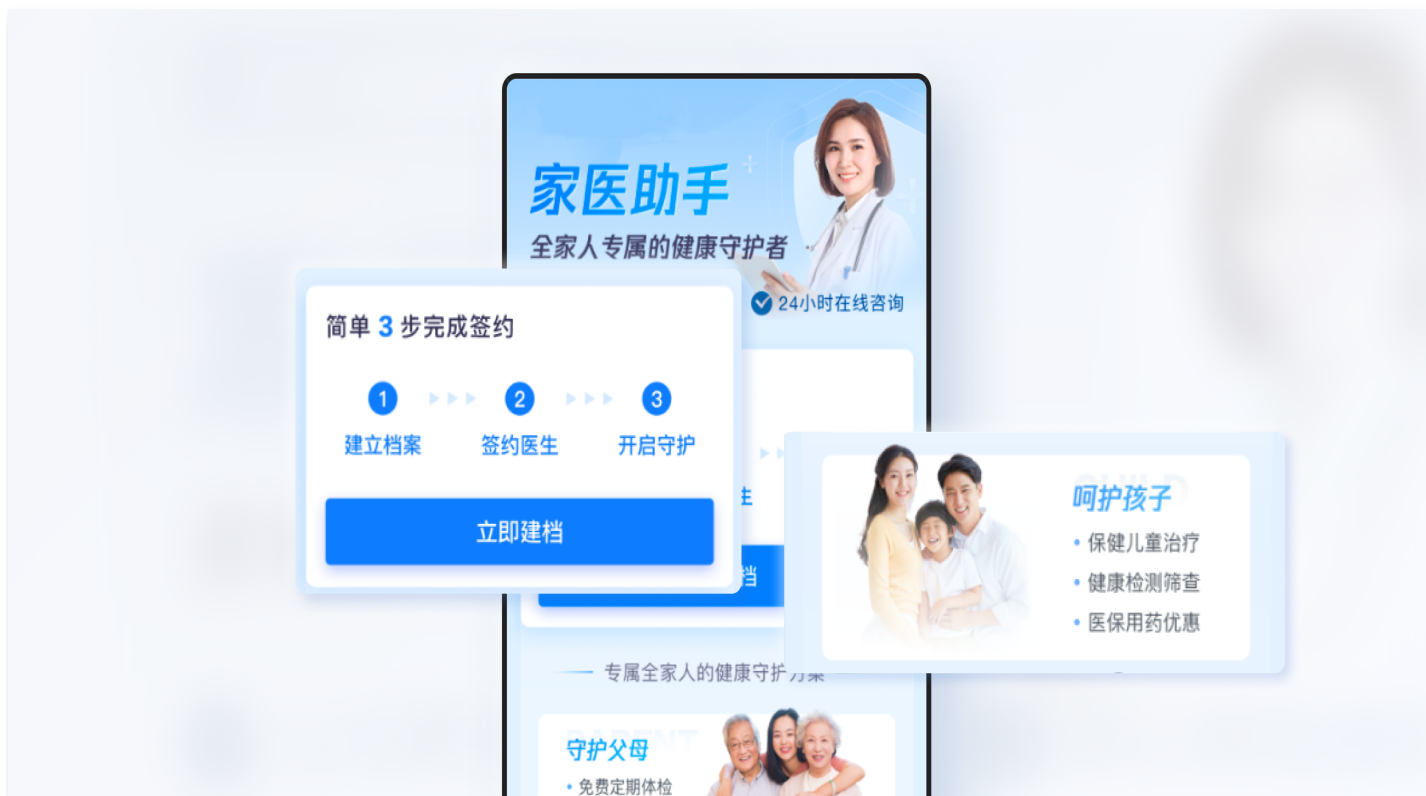 家医助手
全家人专属的健康守护者
24小时在线咨询
简单 3 步完成签约
1
2
3
建立档案
签约医生
开启守护
立即建档
生
档
呵护孩子
• 保健儿童治疗
• 健康检测筛查
• 医保用药优惠
专属全家人的健康守护方案
PARENT
守护父母
• 免费定期体检